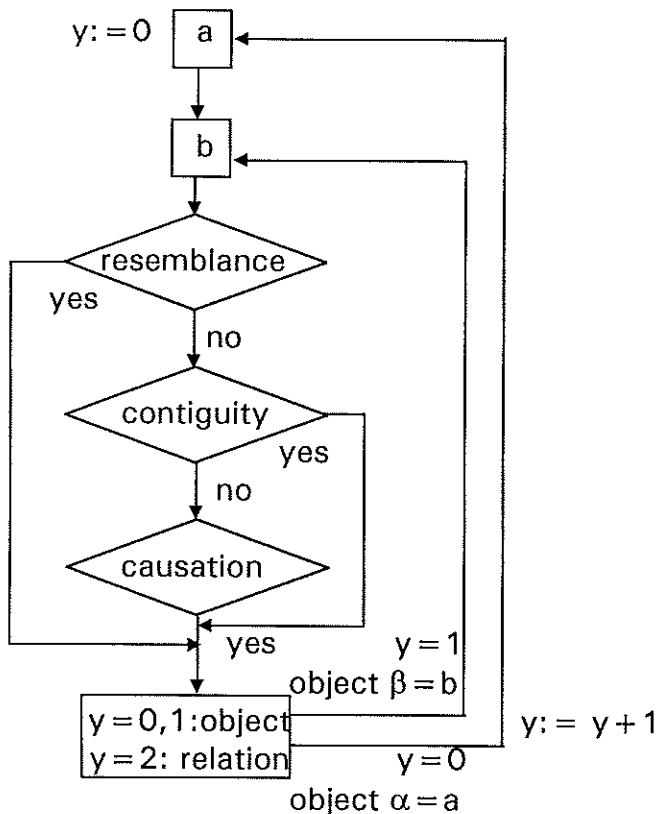 y:=0
a
b
resemblance
yes
no
contiguity
yes
no
causation
yes
y=1
object β=b
y=0,1:object
y:= y+1
y=2: relation
y=0
object α=a